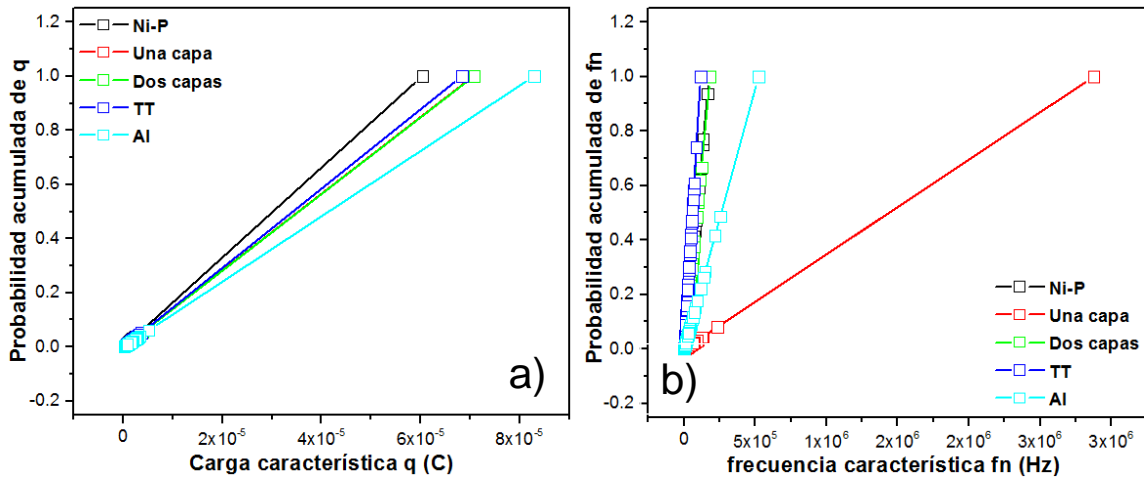 Probabilidad acumulada de q
1.2
1.0
0.8
0.6
0.4
0.2
0.0
-0.2
Ni-P
Una capa
Dos capas
TT
Al
a)
0
2x10⁻⁵
4x10⁻⁵
6x10⁻⁵
8x10⁻⁵
Carga característica q (C)
Probabilidad acumulada de fn
1.2
1.0
0.8
0.6
0.4
0.2
0.0
-0.2
Ni-P
Una capa
Dos capas
TT
Al
b)
0
5x10⁵
1x10⁶
2x10⁶
2x10⁶
3x10⁶
3x10⁶
frecuencia característica fn (Hz)